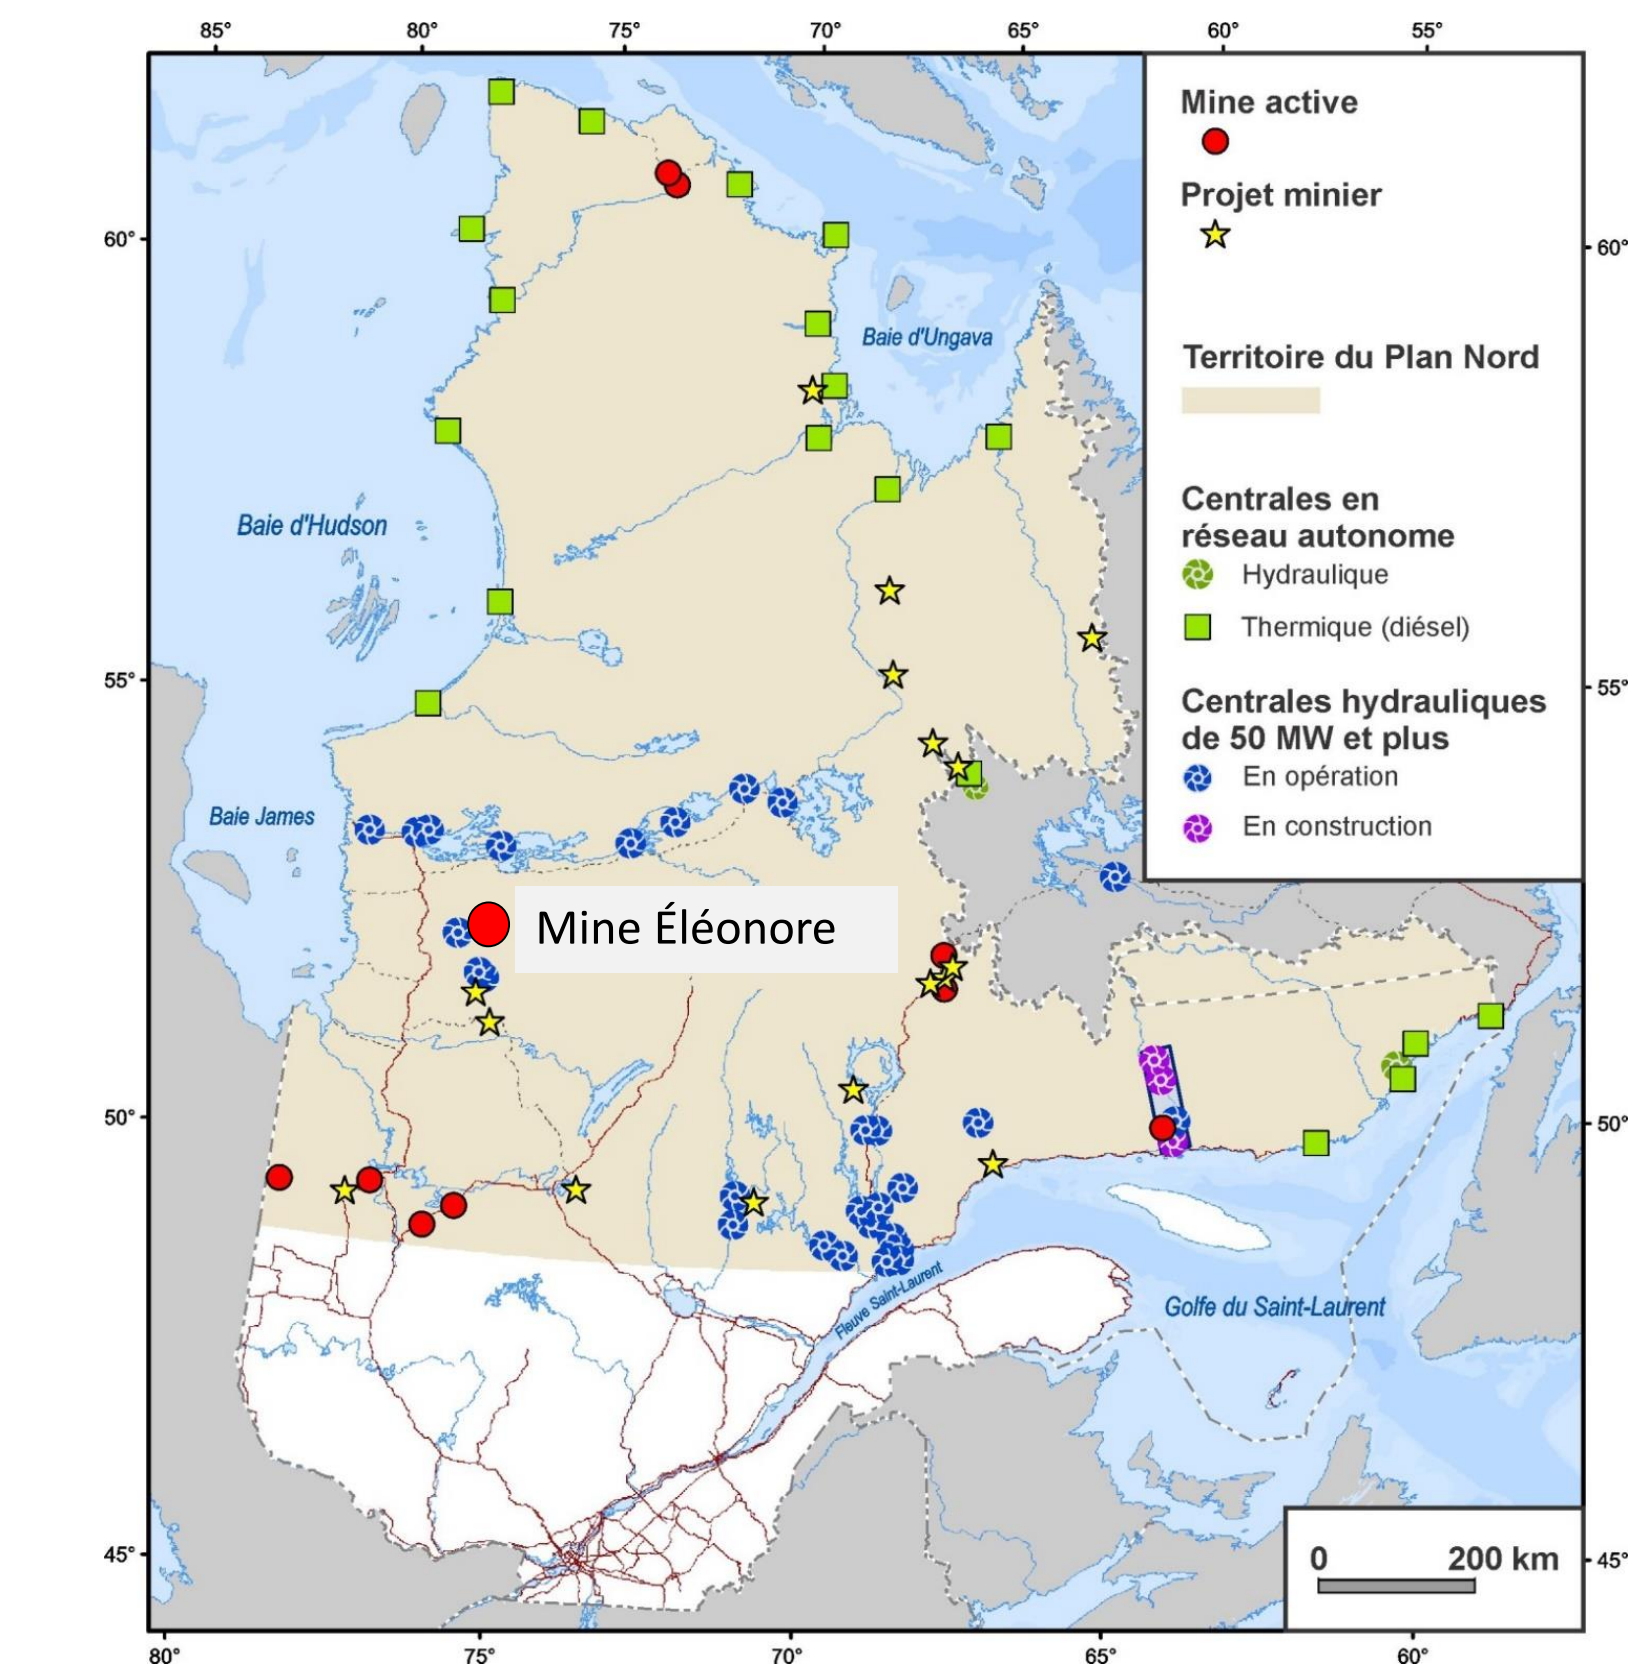 85° 80° 75° 70° 65° 60° 55°
Mine active
Projet minier
60° 60°
Baie d'Ungava
Territoire du Plan Nord
Centrales en
réseau autonome
Baie d'Hudson
Hydraulique
Thermique (diésel)
55° 55°
Centrales hydrauliques
de 50 MW et plus
En opération
Baie James
En construction
Mine Éléonore
50° 50°
Fleuve Saint-Laurent
Golfe du Saint-Laurent
45° 45°
0 200 km
80° 75° 70° 65° 60°